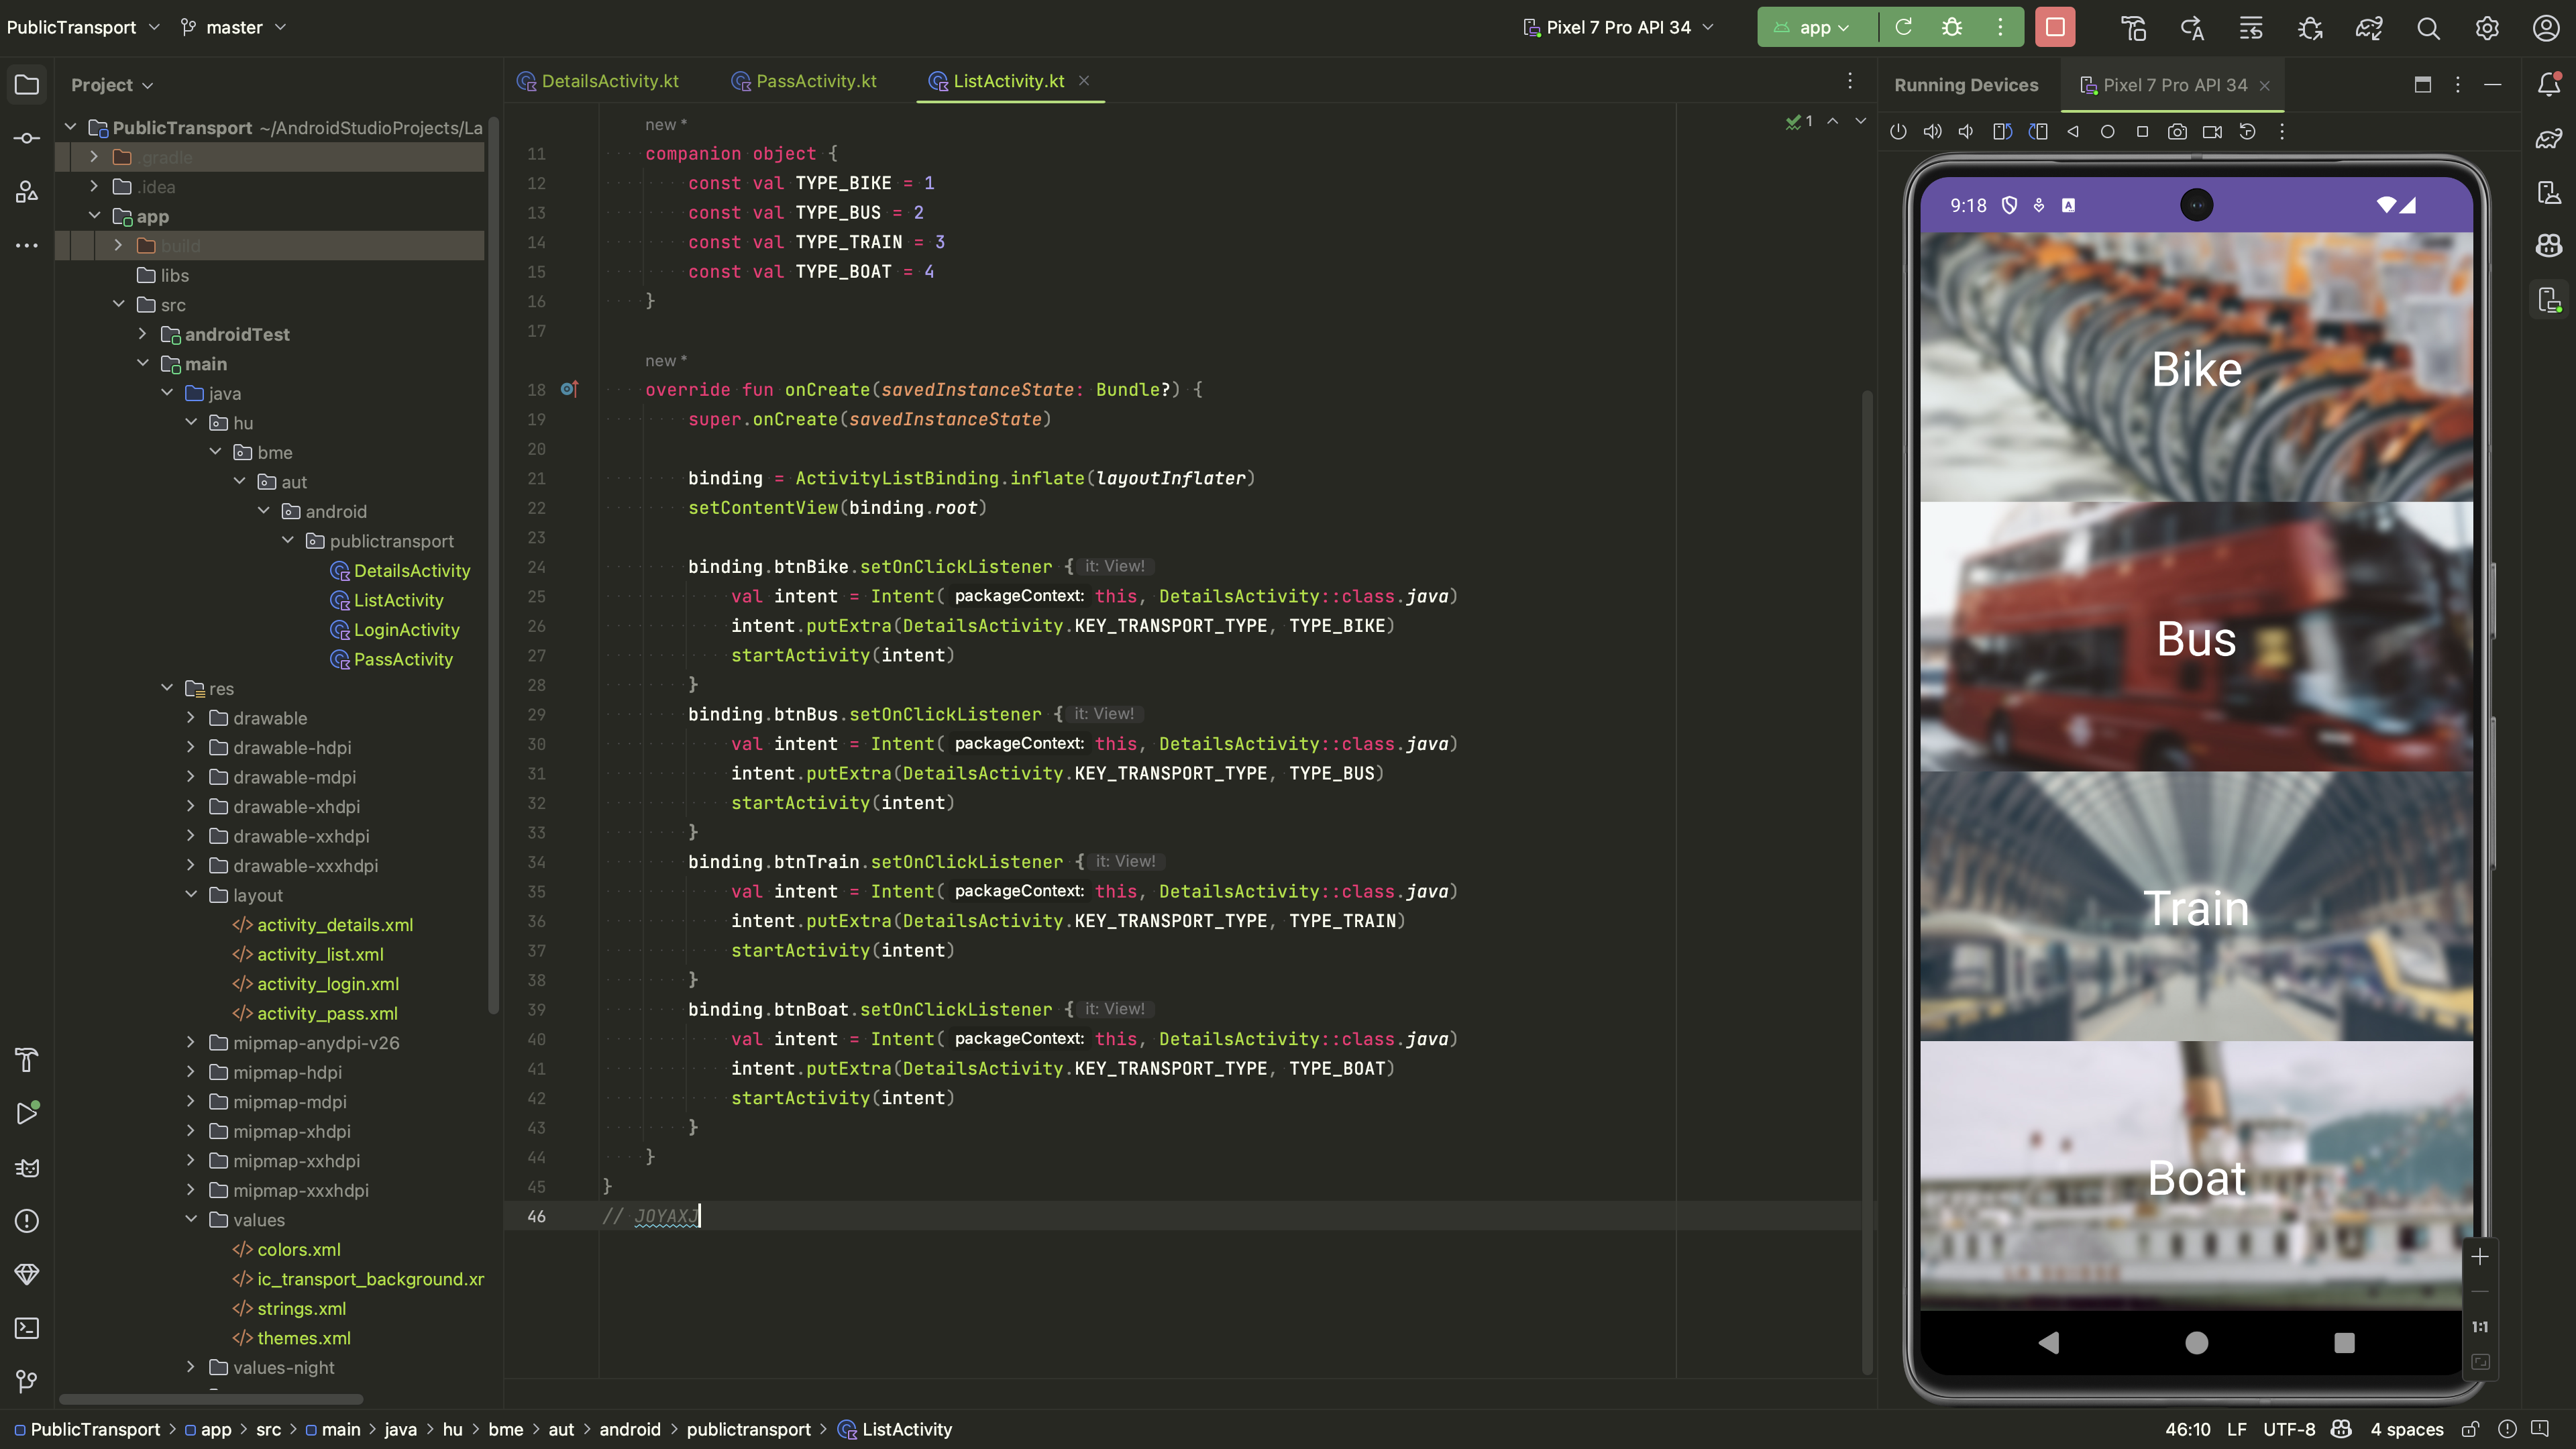 PublicTransport
master
Pixel 7 Pro API 34
app
Project
PublicTransport ~/AndroidStudioProjects/La
.gradle
.idea
app
build
libs
src
androidTest
main
java
hu
bme
aut
android
publictransport
DetailsActivity
ListActivity
LoginActivity
PassActivity
res
drawable
drawable-hdpi
drawable-mdpi
drawable-xhdpi
drawable-xxhdpi
drawable-xxxhdpi
layout
activity_details.xml
activity_list.xml
activity_login.xml
activity_pass.xml
mipmap-anydpi-v26
mipmap-hdpi
mipmap-mdpi
mipmap-xhdpi
mipmap-xxhdpi
mipmap-xxxhdpi
values
colors.xml
ic_transport_background.xr
strings.xml
themes.xml
values-night
DetailsActivity.kt
PassActivity.kt
ListActivity.kt
1
new *
11 companion object {
12 const val TYPE_BIKE = 1
13 const val TYPE_BUS = 2
14 const val TYPE_TRAIN = 3
15 const val TYPE_BOAT = 4
16 }
17
new *
18 override fun onCreate(savedInstanceState: Bundle?) {
19 super.onCreate(savedInstanceState)
20
21 binding = ActivityListBinding.inflate(layoutInflater)
22 setContentView(binding.root)
23
24 binding.btnBike.setOnClickListener { it: View!
25 val intent = Intent( packageContext: this, DetailsActivity::class.java)
26 intent.putExtra(DetailsActivity.KEY_TRANSPORT_TYPE, TYPE_BIKE)
27 startActivity(intent)
28 }
29 binding.btnBus.setOnClickListener { it: View!
30 val intent = Intent( packageContext: this, DetailsActivity::class.java)
31 intent.putExtra(DetailsActivity.KEY_TRANSPORT_TYPE, TYPE_BUS)
32 startActivity(intent)
33 }
34 binding.btnTrain.setOnClickListener { it: View!
35 val intent = Intent( packageContext: this, DetailsActivity::class.java)
36 intent.putExtra(DetailsActivity.KEY_TRANSPORT_TYPE, TYPE_TRAIN)
37 startActivity(intent)
38 }
39 binding.btnBoat.setOnClickListener { it: View!
40 val intent = Intent( packageContext: this, DetailsActivity::class.java)
41 intent.putExtra(DetailsActivity.KEY_TRANSPORT_TYPE, TYPE_BOAT)
42 startActivity(intent)
43 }
44 }
45 }
46 // JOYAXJ
Running Devices
Pixel 7 Pro API 34
9:18
Bike
Bus
Train
Boat
1:1
PublicTransport > app > src > main > java > hu > bme > aut > android > publictransport > ListActivity
46:10 LF UTF-8 4 spaces